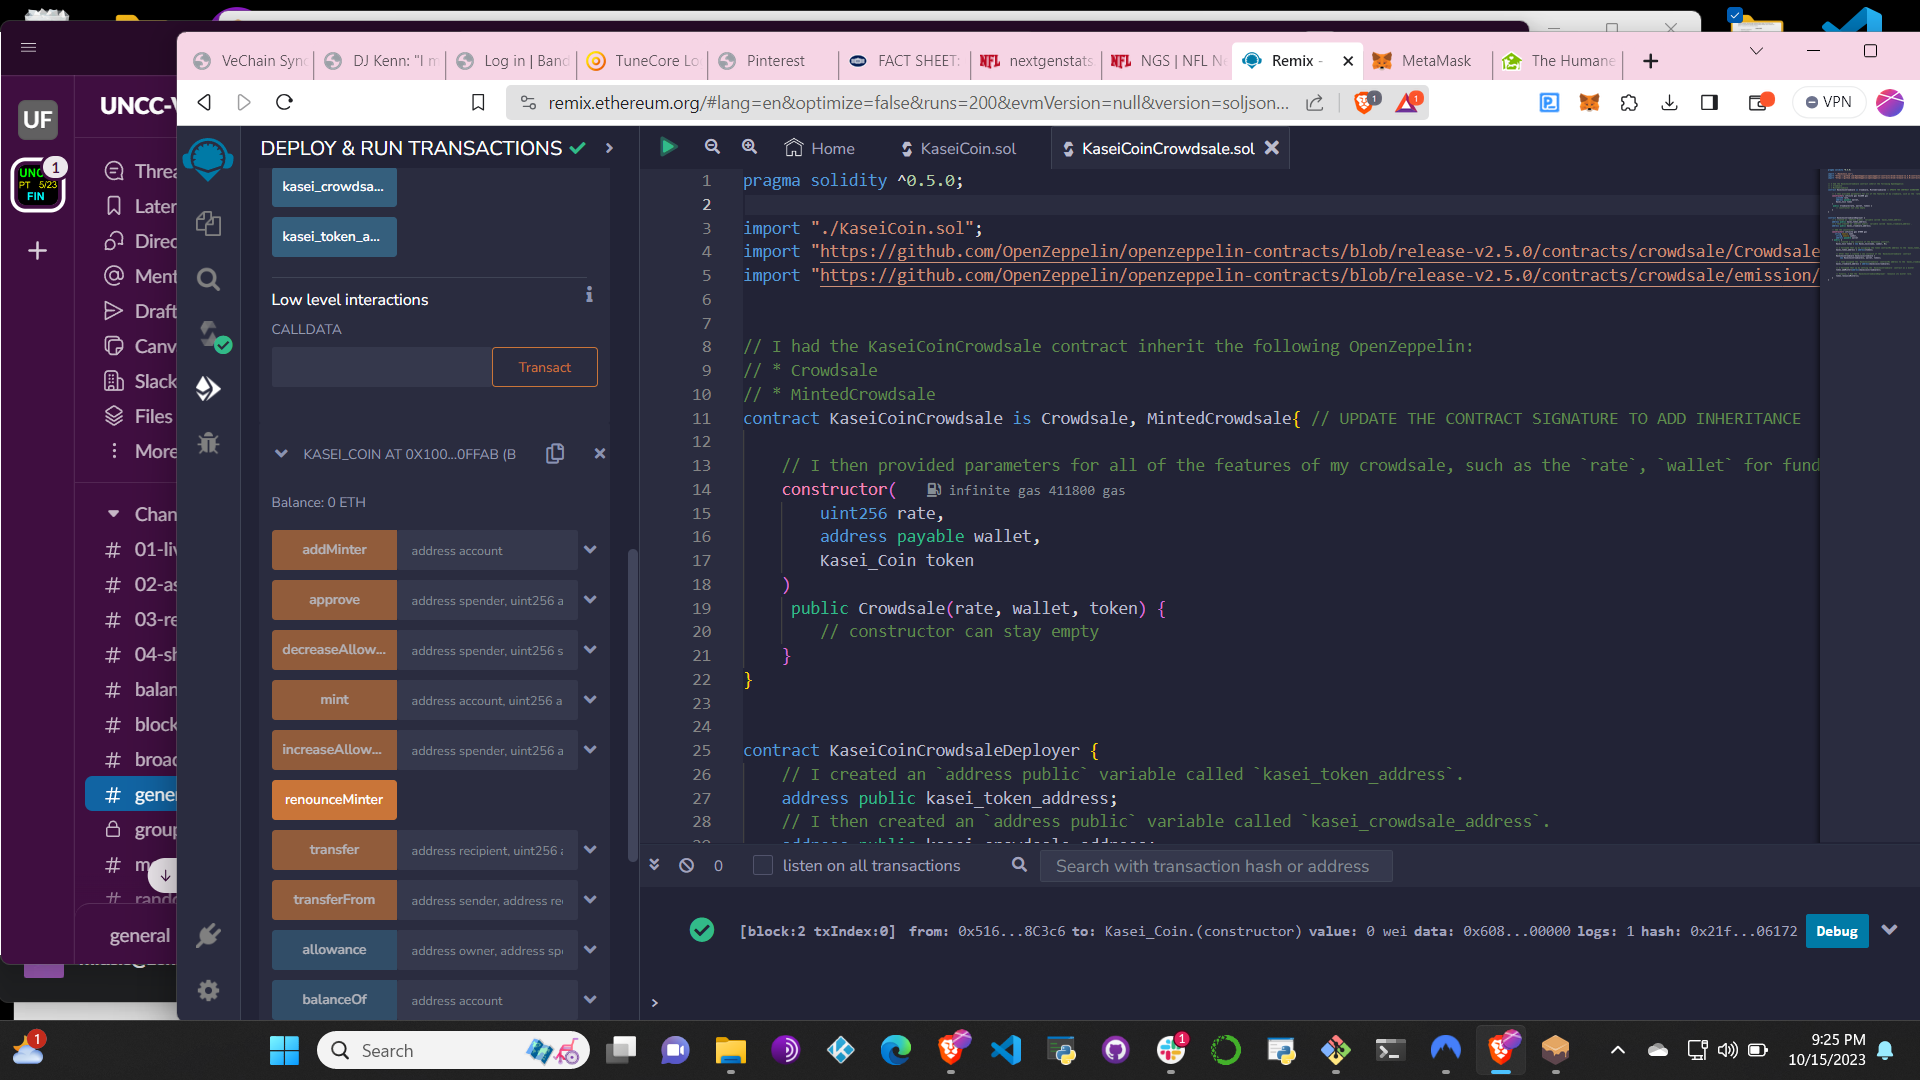 VeChain Sync
DJ Kenn: "I m
Log in | Band
TuneCore Lo
Pinterest
FACT SHEET:
nextgenstats
NGS | NFL Ne
Remix -
MetaMask
The Humane
remix.ethereum.org/#lang=en&optimize=false&runs=200&evmVersion=null&version=soljson...
1
1
VPN
UNCC-V
UF
1
UNC
PT 5/23
FIN
Threa
Later
Direc
Ment
Draft
Canv
Slack
Files
More
Chan
# 01-liv
# 02-as
# 03-re
# 04-sh
# balan
# block
# broad
# gener
group
# m
# rando
general
DEPLOY & RUN TRANSACTIONS
kasei_crowdsa...
kasei_token_a...
Low level interactions
CALLDATA
Transact
KASEI_COIN AT 0X100...0FFAB (B
Balance: 0 ETH
addMinter address account
approve address spender, uint256 a
decreaseAllow... address spender, uint256 s
mint address account, uint256 a
increaseAllow... address spender, uint256 a
renounceMinter
transfer address recipient, uint256 a
transferFrom address sender, address re
allowance address owner, address spe
balanceOf address account
Home
KaseiCoin.sol
KaseiCoinCrowdsale.sol
1 pragma solidity ^0.5.0;
2
3 import "./KaseiCoin.sol";
4 import "https://github.com/OpenZeppelin/openzeppelin-contracts/blob/release-v2.5.0/contracts/crowdsale/Crowdsale
5 import "https://github.com/OpenZeppelin/openzeppelin-contracts/blob/release-v2.5.0/contracts/crowdsale/emission/
6
7
8 // I had the KaseiCoinCrowdsale contract inherit the following OpenZeppelin:
9 // * Crowdsale
10 // * MintedCrowdsale
11 contract KaseiCoinCrowdsale is Crowdsale, MintedCrowdsale{ // UPDATE THE CONTRACT SIGNATURE TO ADD INHERITANCE
12
13 // I then provided parameters for all of the features of my crowdsale, such as the `rate`, `wallet` for fund
14 constructor( infinite gas 411800 gas
15 uint256 rate,
16 address payable wallet,
17 Kasei_Coin token
18 )
19 public Crowdsale(rate, wallet, token) {
20 // constructor can stay empty
21 }
22 }
23
24
25 contract KaseiCoinCrowdsaleDeployer {
26 // I created an `address public` variable called `kasei_token_address`.
27 address public kasei_token_address;
28 // I then created an `address public` variable called `kasei_crowdsale_address`.
0
listen on all transactions
Search with transaction hash or address
[block:2 txIndex:0] from: 0x516...8C3c6 to: Kasei_Coin.(constructor) value: 0 wei data: 0x608...00000 logs: 1 hash: 0x21f...06172
Debug
>
1
Search
1
9:25 PM
10/15/2023